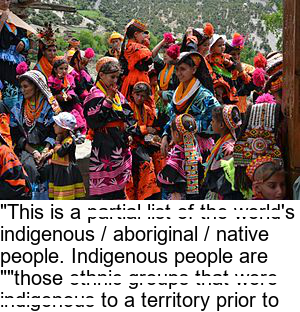 "This is a partial list of the world's
indigenous / aboriginal / native
people. Indigenous people are
""those ethnic groups that were
indigenous to a territory prior to